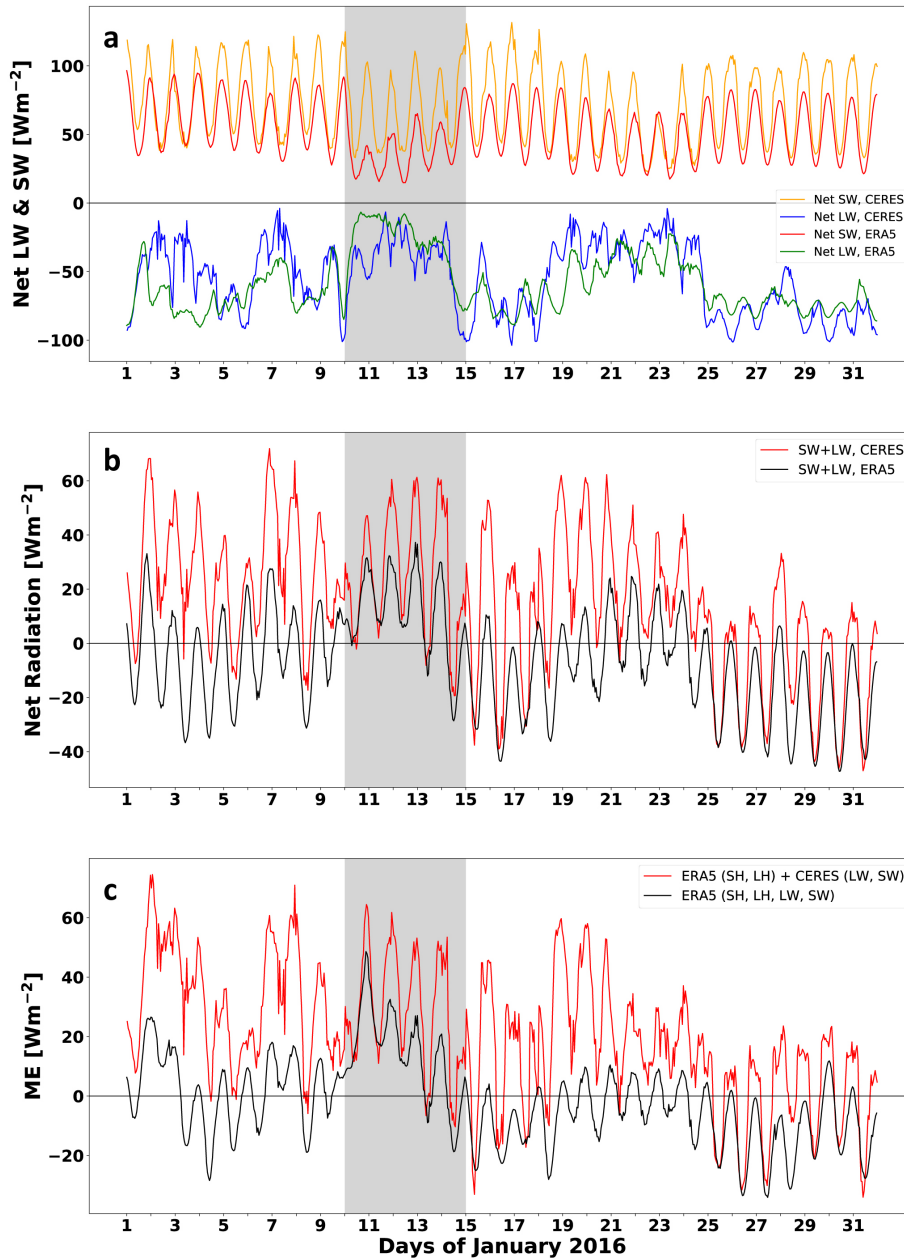 a
Net LW & SW [Wm⁻²]
100
50
0
−50
−100
Net SW, CERES
Net LW, CERES
Net SW, ERA5
Net LW, ERA5
1 3 5 7 9 11 13 15 17 19 21 23 25 27 29 31
b
Net Radiation [Wm⁻²]
60
40
20
0
−20
−40
SW+LW, CERES
SW+LW, ERA5
1 3 5 7 9 11 13 15 17 19 21 23 25 27 29 31
c
ME [Wm⁻²]
60
40
20
0
−20
ERA5 (SH, LH) + CERES (LW, SW)
ERA5 (SH, LH, LW, SW)
1 3 5 7 9 11 13 15 17 19 21 23 25 27 29 31
Days of January 2016